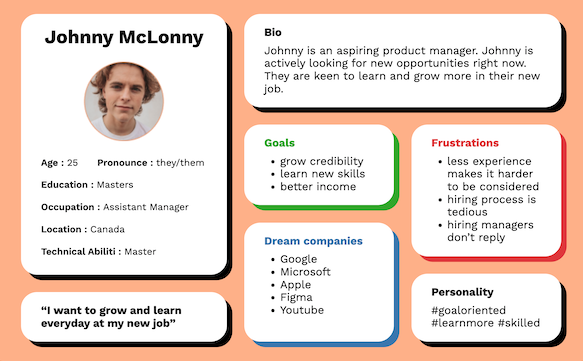 Johnny McLonny
Age : 25 Pronounce : they/them
Education : Masters
Occupation : Assistant Manager
Location : Canada
Technical Abiliti : Master
“I want to grow and learn
everyday at my new job”
Bio
Johnny is an aspiring product manager. Johnny is
actively looking for new opportunities right now.
They are keen to learn and grow more in their new
job.
Goals
• grow credibility
• learn new skills
• better income
Dream companies
• Google
• Microsoft
• Apple
• Figma
• Youtube
Frustrations
• less experience
makes it harder
to be considered
• hiring process is
tedious
• hiring managers
don’t reply
Personality
#goaloriented
#learnmore #skilled